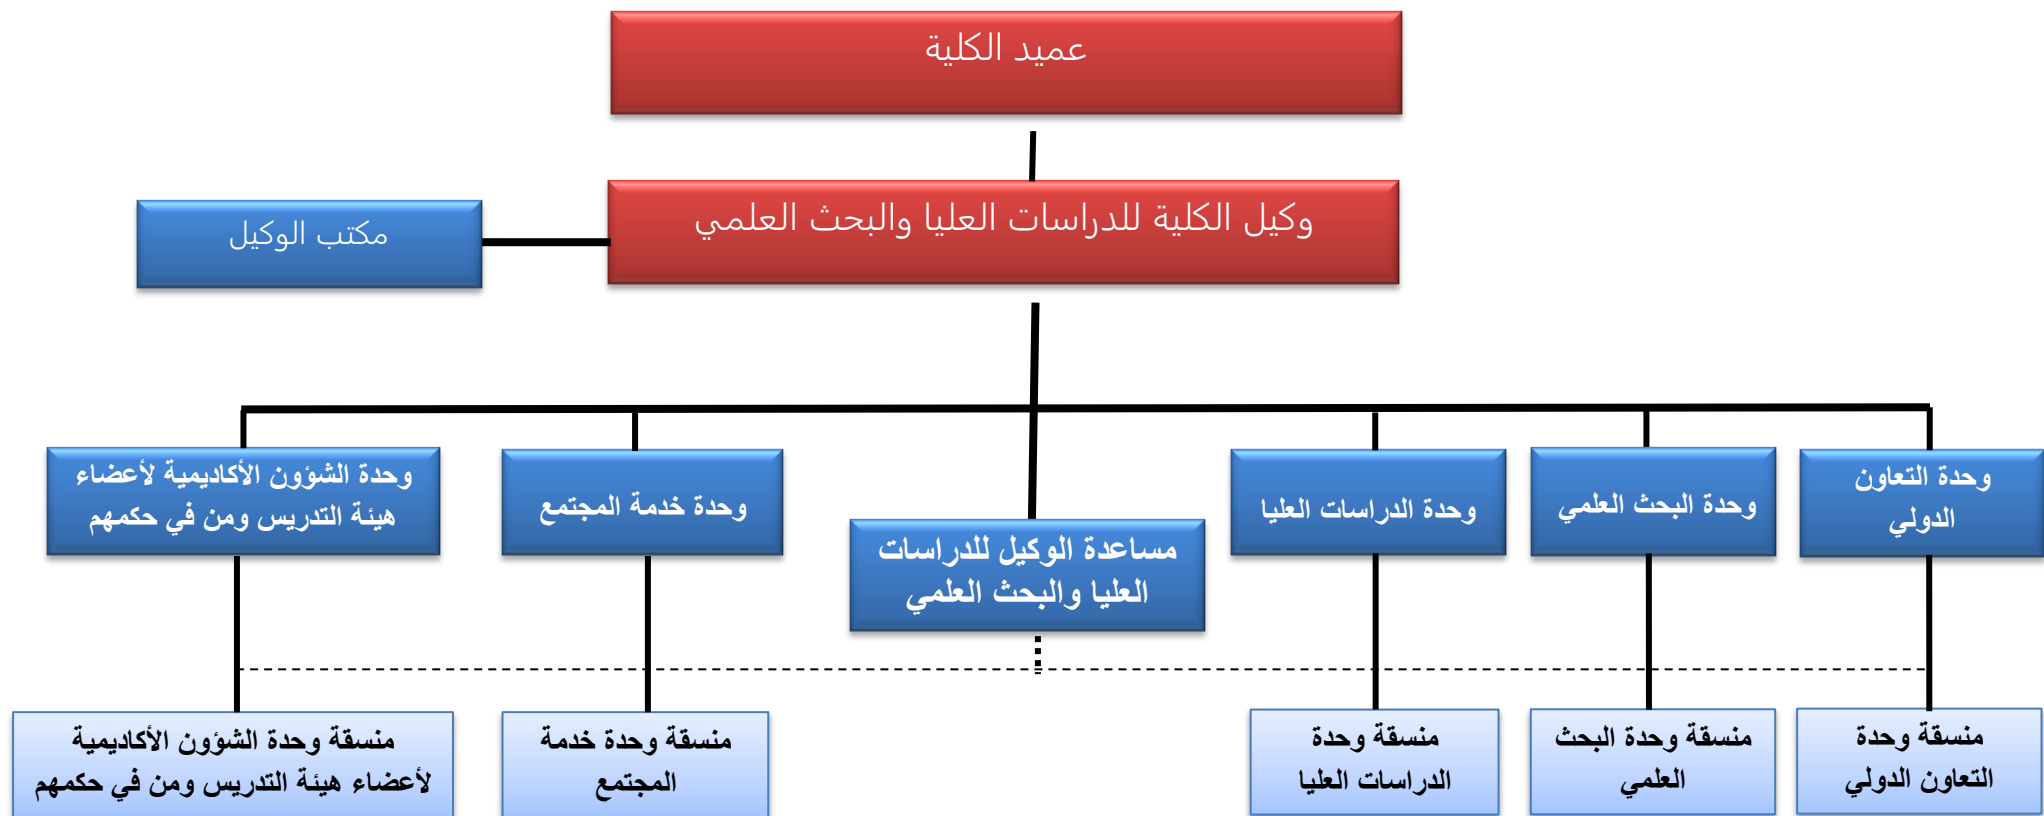 عميد الكلية
وكيل الكلية للدراسات العليا والبحث العلمي
مكتب الوكيل
وحدة التعاون
الدولي
وحدة البحث العلمي
وحدة الدراسات العليا
مساعدة الوكيل للدراسات
العليا والبحث العلمي
وحدة خدمة المجتمع
وحدة الشؤون الأكاديمية لأعضاء
هيئة التدريس ومن في حكمهم
منسقة وحدة
التعاون الدولي
منسقة وحدة البحث
العلمي
منسقة وحدة
الدراسات العليا
منسقة وحدة خدمة
المجتمع
منسقة وحدة الشؤون الأكاديمية
لأعضاء هيئة التدريس ومن في حكمهم